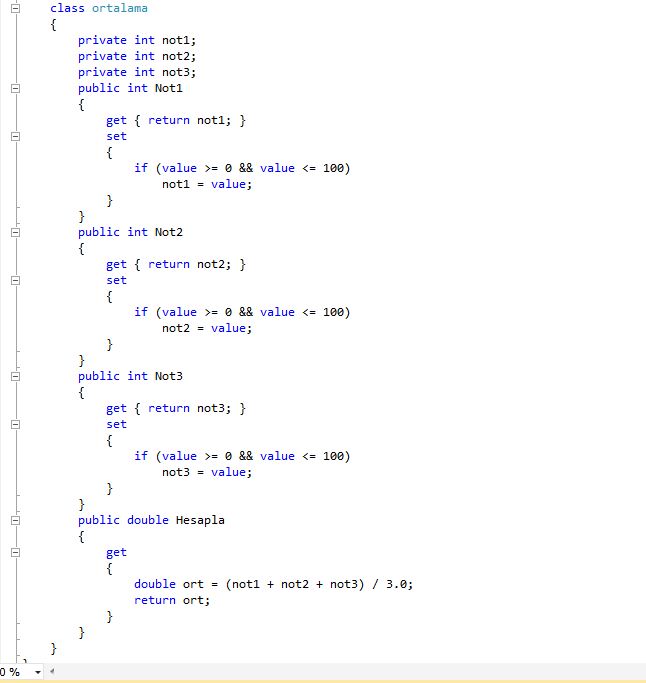 class ortalama
{
private int not1;
private int not2;
private int not3;
public int Not1
{
get { return not1; }
set
{
if (value >= 0 && value <= 100)
not1 = value;
}
}
public int Not2
{
get { return not2; }
set
{
if (value >= 0 && value <= 100)
not2 = value;
}
}
public int Not3
{
get { return not3; }
set
{
if (value >= 0 && value <= 100)
not3 = value;
}
}
public double Hesapla
{
get
{
double ort = (not1 + not2 + not3) / 3.0;
return ort;
}
}
}
}
0 %